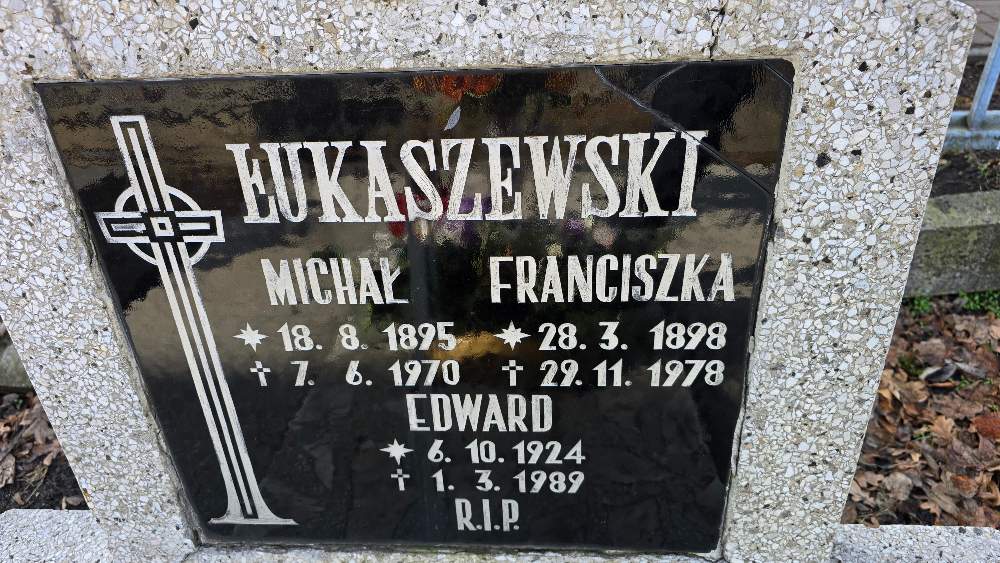 ŁUKASZEWSKI
MICHAŁ FRANCISZKA
* 18. 8. 1895 * 28. 3. 1898
† 7. 6. 1970 † 29. 11. 1978
EDWARD
* 6. 10. 1924
† 1. 3. 1989
R.I.P.